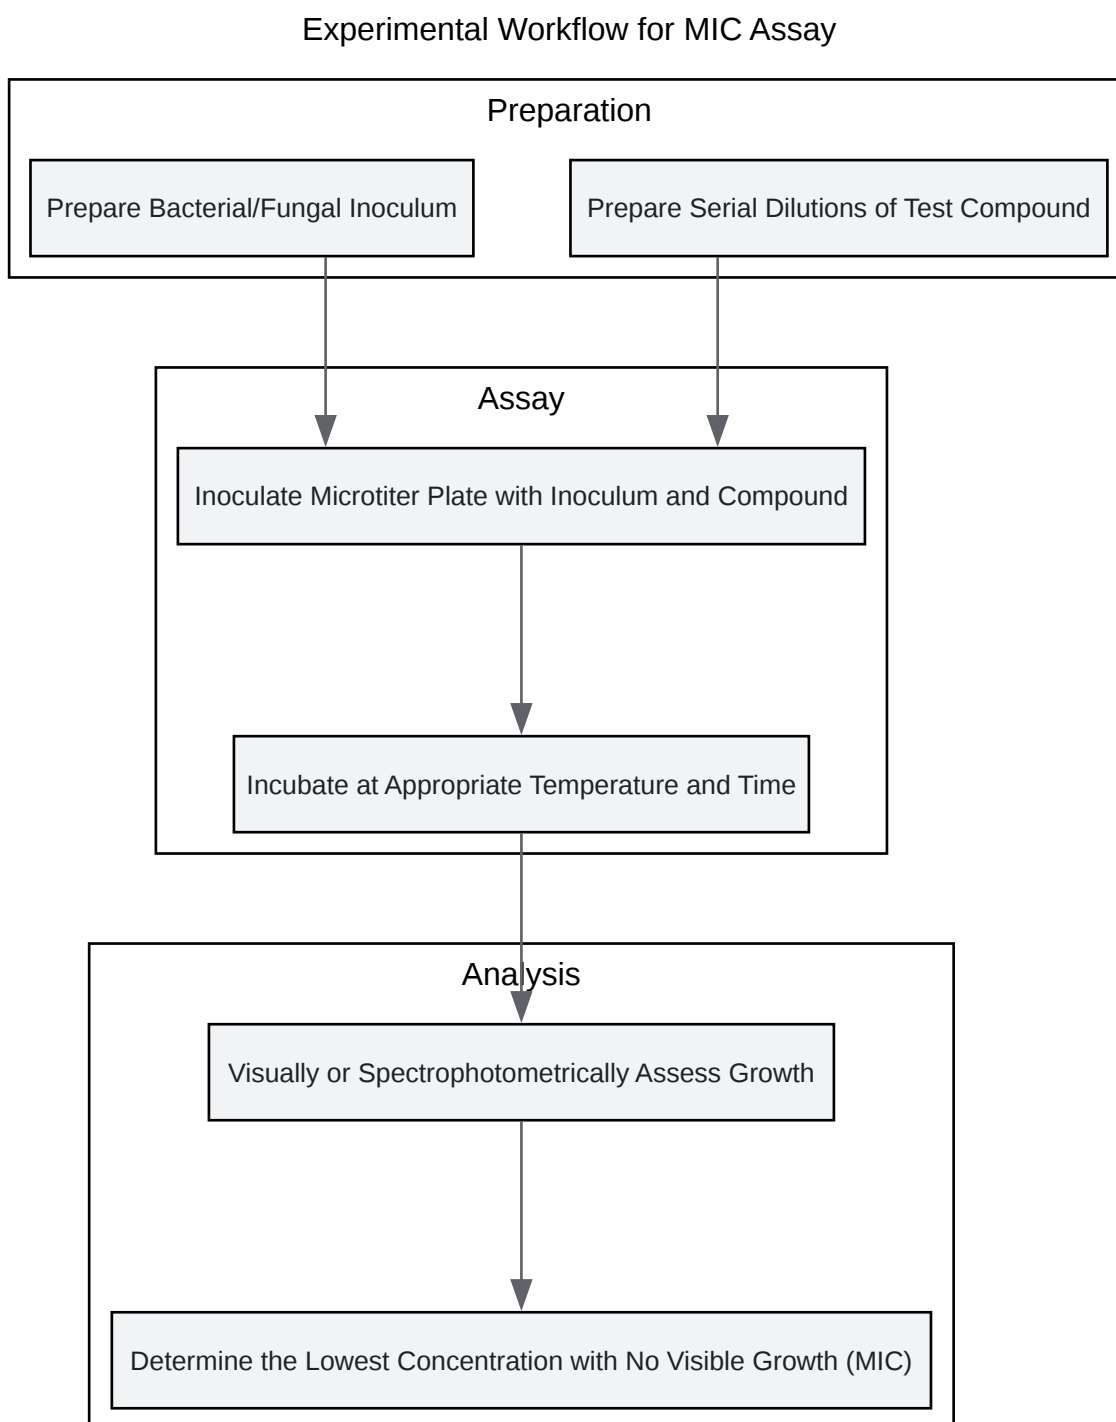 Experimental Workflow for MIC Assay
Preparation
Prepare Bacterial/Fungal Inoculum
Prepare Serial Dilutions of Test Compound
Assay
Inoculate Microtiter Plate with Inoculum and Compound
Incubate at Appropriate Temperature and Time
Analysis
Visually or Spectrophotometrically Assess Growth
Determine the Lowest Concentration with No Visible Growth (MIC)